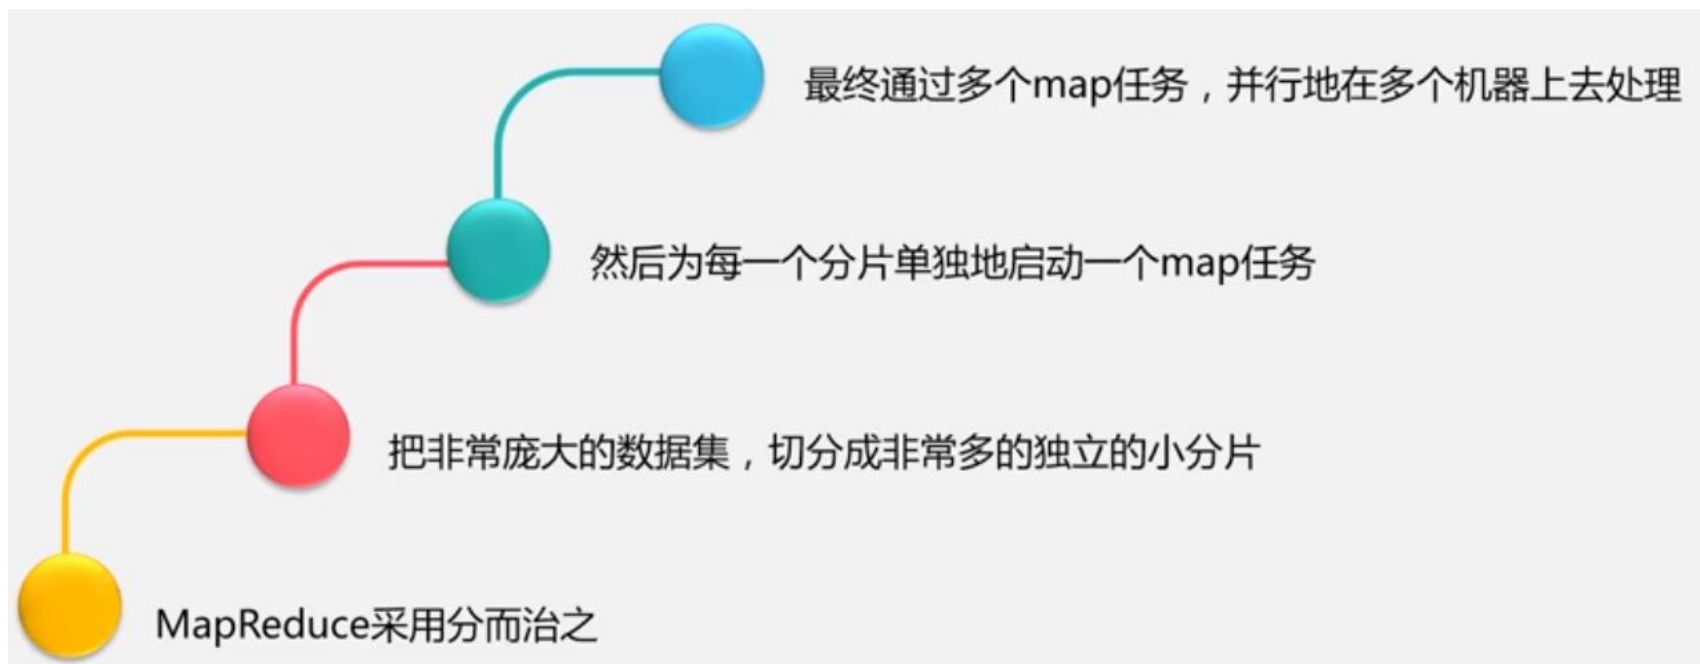 最终通过多个map任务，并行地在多个机器上去处理
然后为每一个分片单独地启动一个map任务
把非常庞大的数据集，切分成非常多的独立的小分片
MapReduce采用分而治之